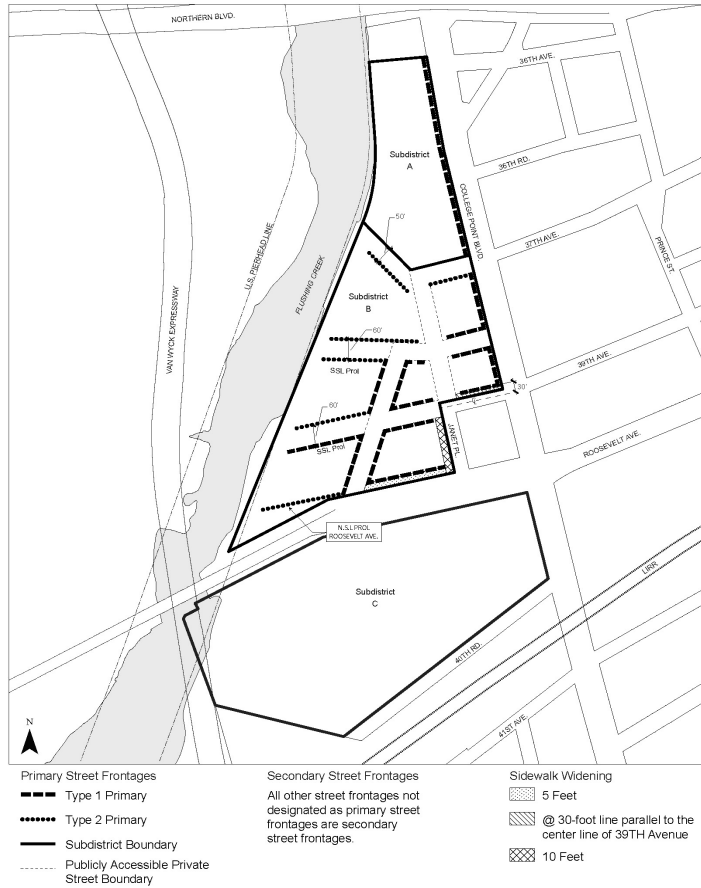 NORTHERN BLVD.
36TH AVE.
Subdistrict
A
36TH RD.
COLLEGE POINT BLVD.
50'
37TH AVE.
PRINCE ST.
U.S. PIERHEAD LINE
FLUSHING CREEK
VAN WYCK EXPRESSWAY
Subdistrict
B
60'
SSL Prol
39TH AVE.
30'
60'
SSL Prol
JANET PL.
ROOSEVELT AVE.
N.S.L PROL
ROOSEVELT AVE.
Subdistrict
C
LIRR
40TH RD.
41ST AVE.
N
Primary Street Frontages
Type 1 Primary
Type 2 Primary
Subdistrict Boundary
Publicly Accessible Private
Street Boundary
Secondary Street Frontages
All other street frontages not
designated as primary street
frontages are secondary
street frontages.
Sidewalk Widening
5 Feet
@ 30-foot line parallel to the
center line of 39TH Avenue
10 Feet